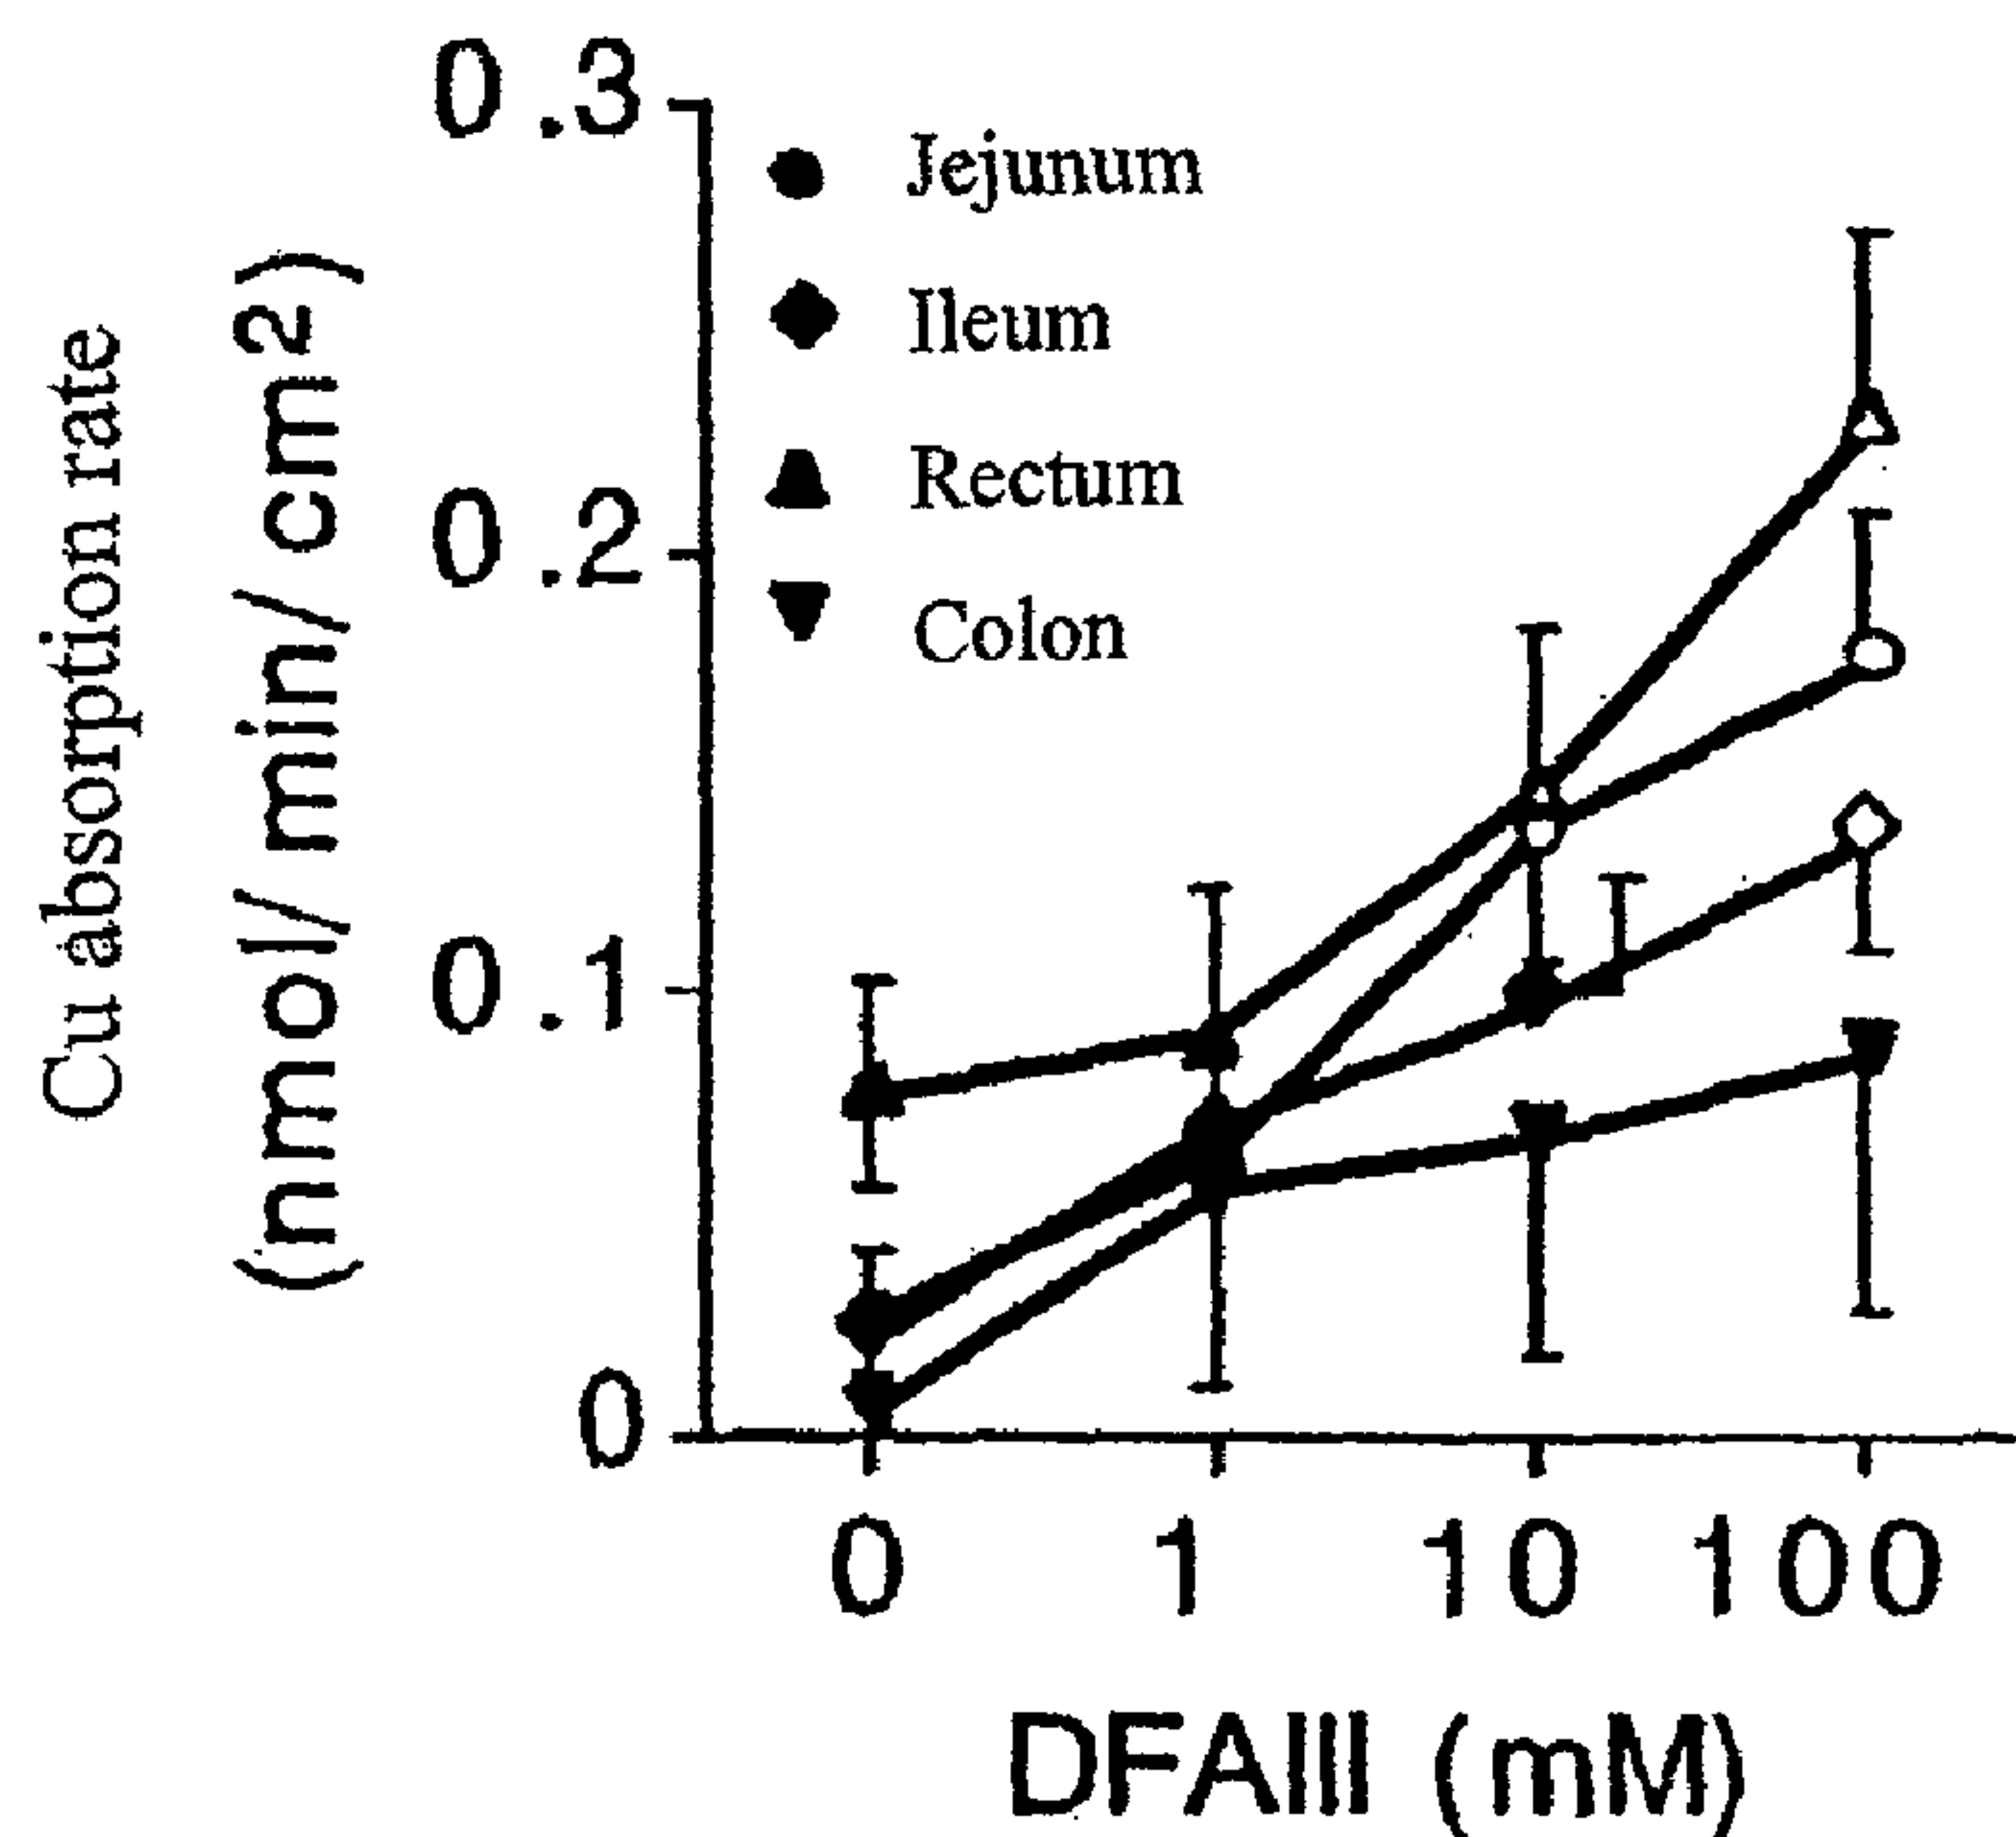 Cu absorption rate
(nmol/min/cm2)
0.3
0.2
0.1
0
Jejunum
Ileum
Rectum
Colon
0 1 10 100
DFAIII (mM)